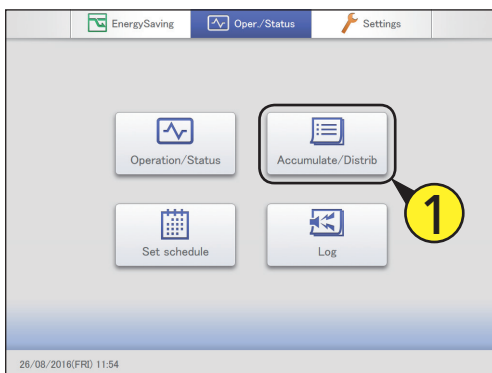 EnergySaving
Oper./Status
Settings
Operation/Status
Accumulate/Distrib
1
Set schedule
Log
26/08/2016(FRI) 11:54